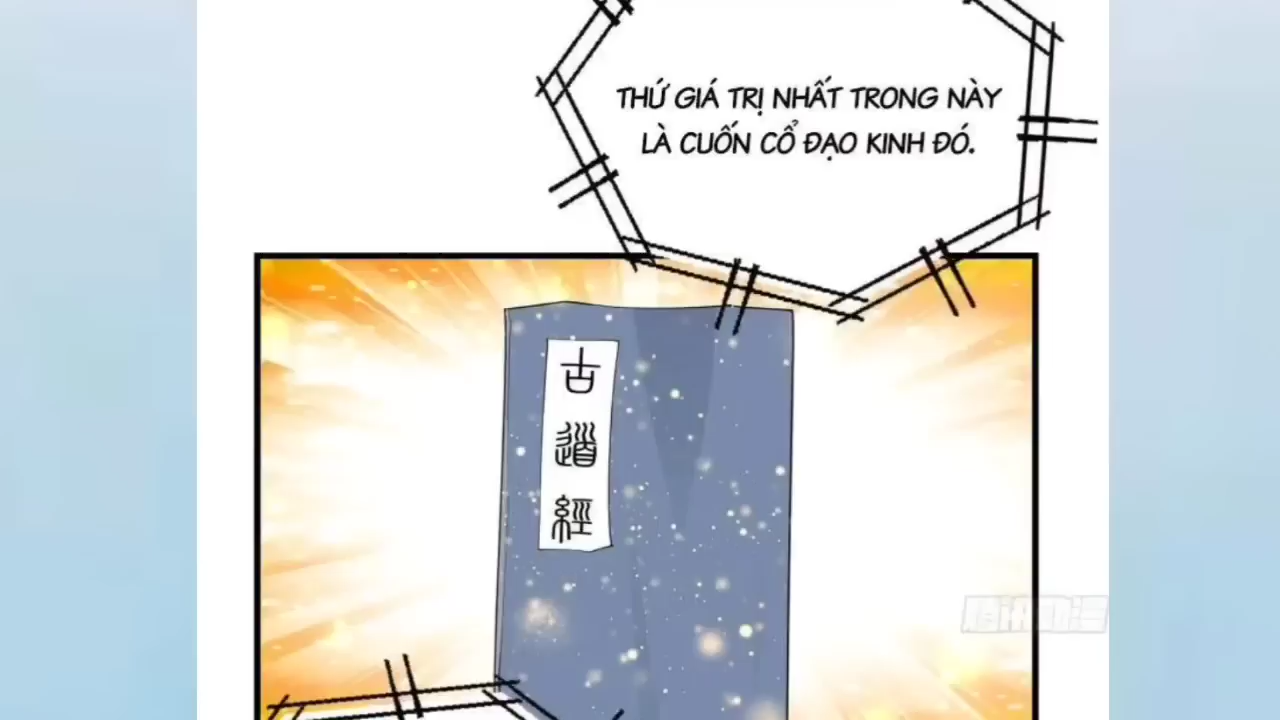 THỨ GIÁ TRỊ NHẤT TRONG NÀY
LÀ CUỐN CỔ ĐẠO KINH ĐÓ.
古
道
經